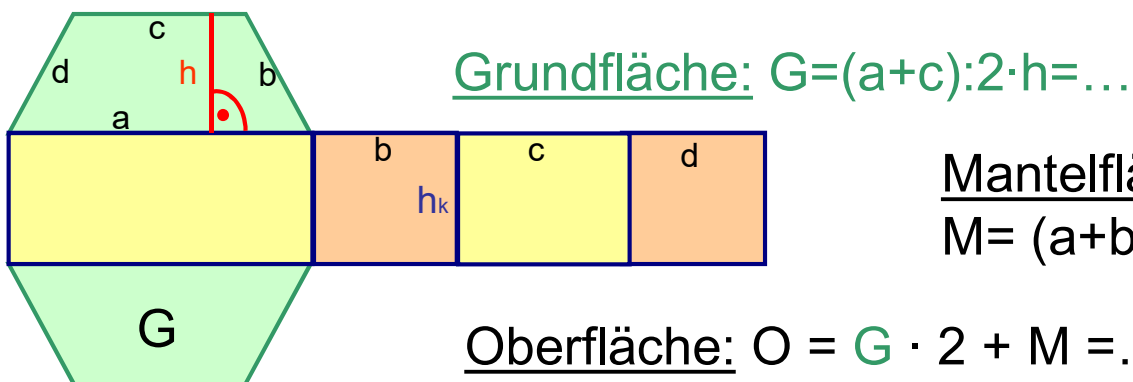 c
d
h
b
a
Grundfläche: G=(a+c):2·h=…
b
c
d
hk
M= (a+b
G
Oberfläche: O = G · 2 + M =.